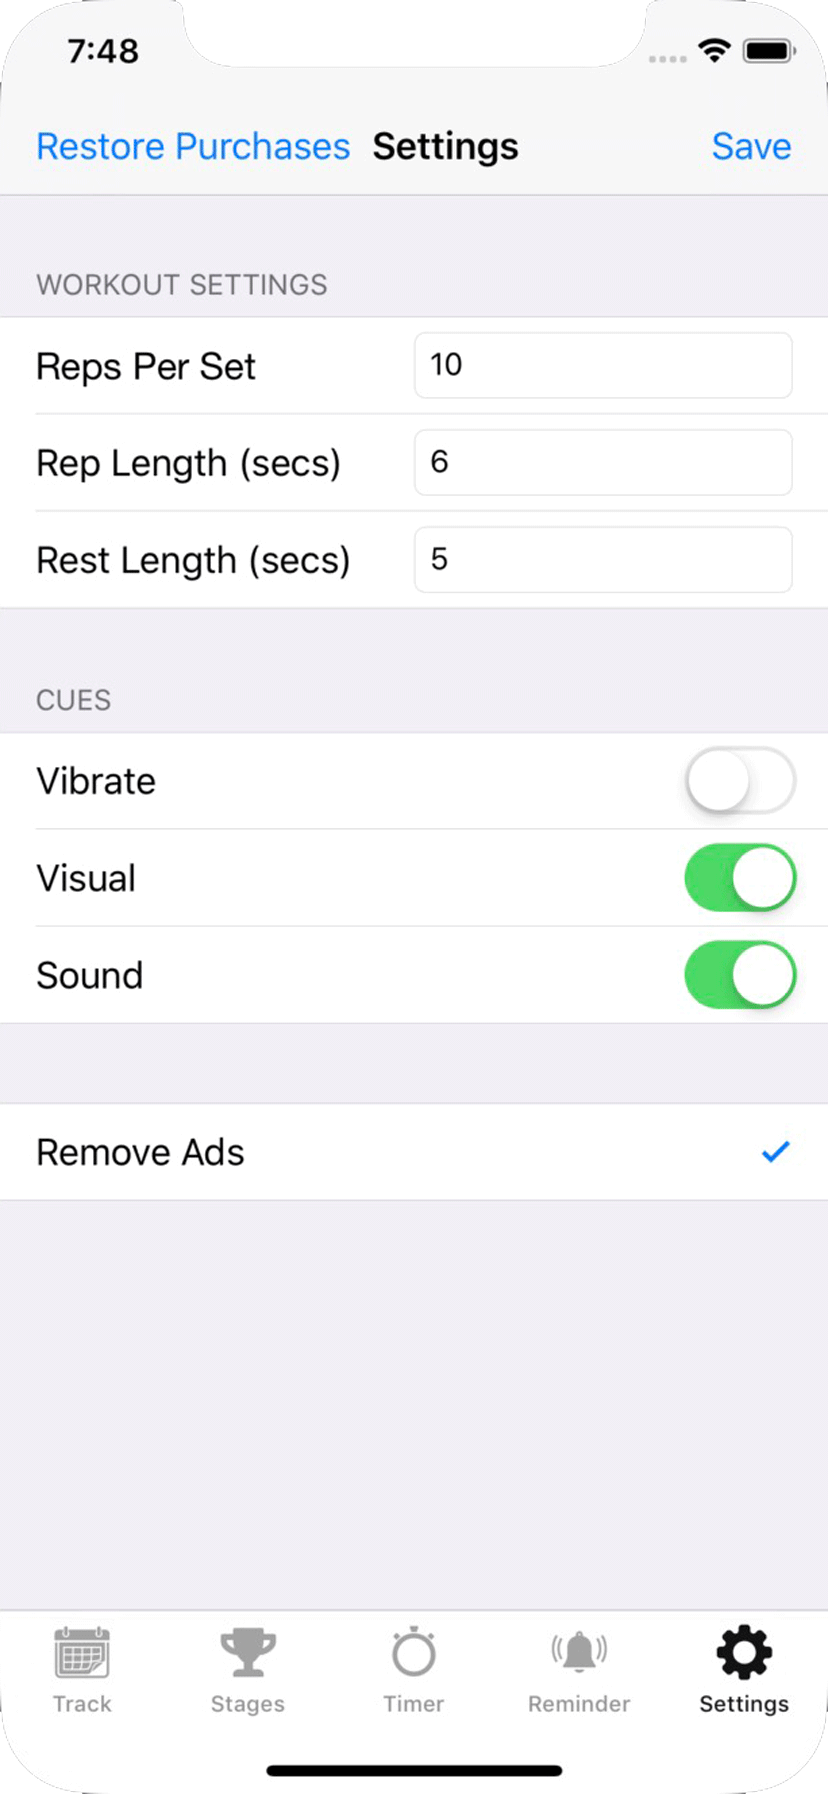 7:48
Restore Purchases Settings Save
WORKOUT SETTINGS
Reps Per Set 10
Rep Length (secs) 6
Rest Length (secs) 5
CUES
Vibrate
Visual
Sound
Remove Ads
Track Stages Timer Reminder Settings